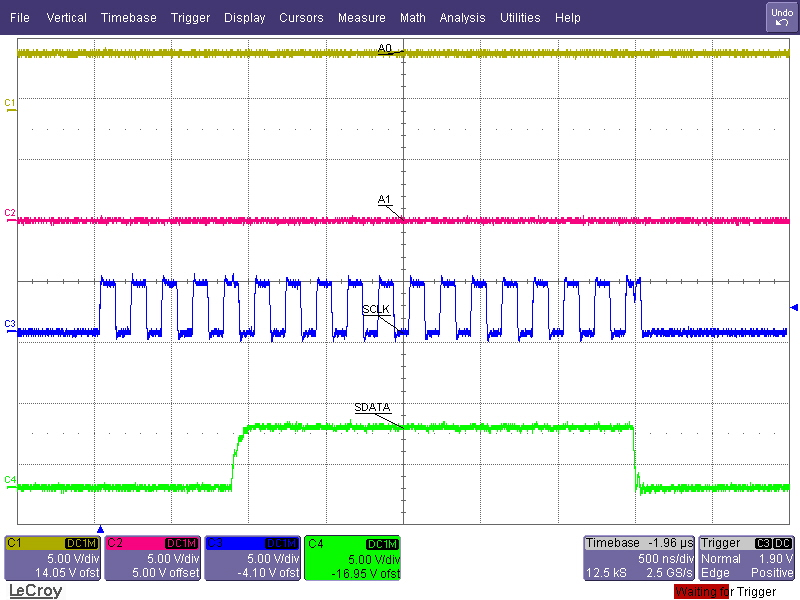 File Vertical Timebase Trigger Display Cursors Measure Math Analysis Utilities Help Undo
A0
C1
A1
C2
SCLK
C3
SDATA
C4
C1 DC1M C2 DC1M C3 DC1M C4 DC1M Timebase -1.96 µs Trigger C3 DC
5.00 V/div 5.00 V/div 5.00 V/div 5.00 V/div 500 ns/div Normal 1.90 V
14.05 V ofst 5.00 V offset -4.10 V ofst -16.95 V ofst 12.5 kS 2.5 GS/s Edge Positive
LeCroy Waiting for Trigger